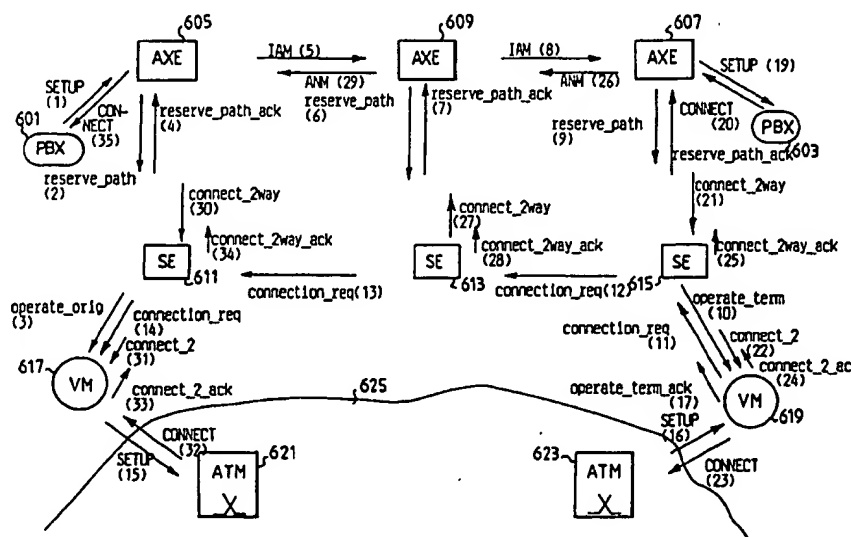 605
609
607
AXE
IAM (5)
AXE
IAM (8)
AXE
SETUP
(1)
ANM (29)
ANM (26)
SETUP (19)
601
CON-
NECT
(35)
reserve_path_ack
(4)
reserve_path
(6)
reserve_path_ack
(7)
reserve_path
(9)
CONNECT
(20)
PBX
603
PBX
reserve_path
(2)
reserve_path_ack
connect_2way
(30)
connect_2way
(27)
connect_2way
(21)
connect_2way_ack
(34)
connect_2way_ack
(28)
connect_2way_ack
(25)
SE
611
SE
613
SE
615
connection_req(13)
connection_req(12)
operate_orig
(3)
connection_req
(14)
connect_2
(31)
connection_req
(11)
operate_term
(10)
connect_2
(22)
connect_2_ac
(24)
617
VM
connect_2_ack
(33)
625
operate_term_ack
(17)
VM
619
CONNECT
(32)
SETUP
(15)
SETUP
(16)
CONNECT
(23)
621
ATM
X
623
ATM
X